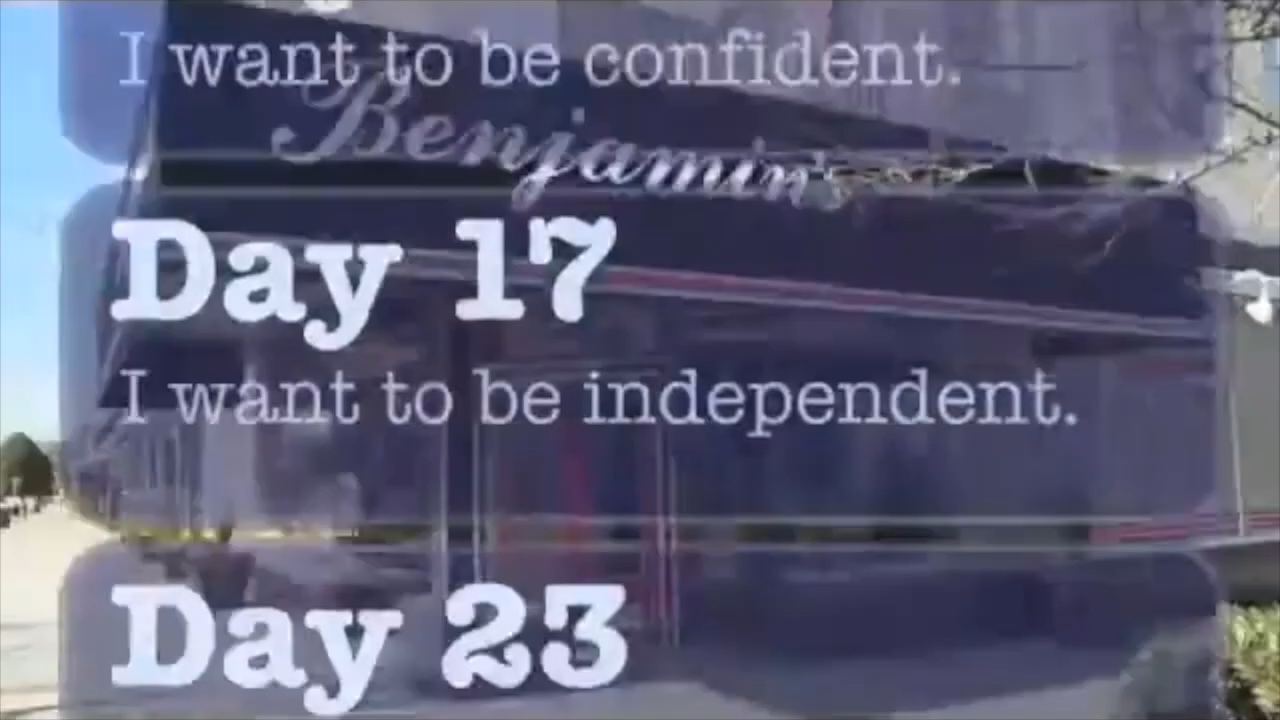 I want to be confident.
Benjamin's
Day 17
I want to be independent.
Day 23